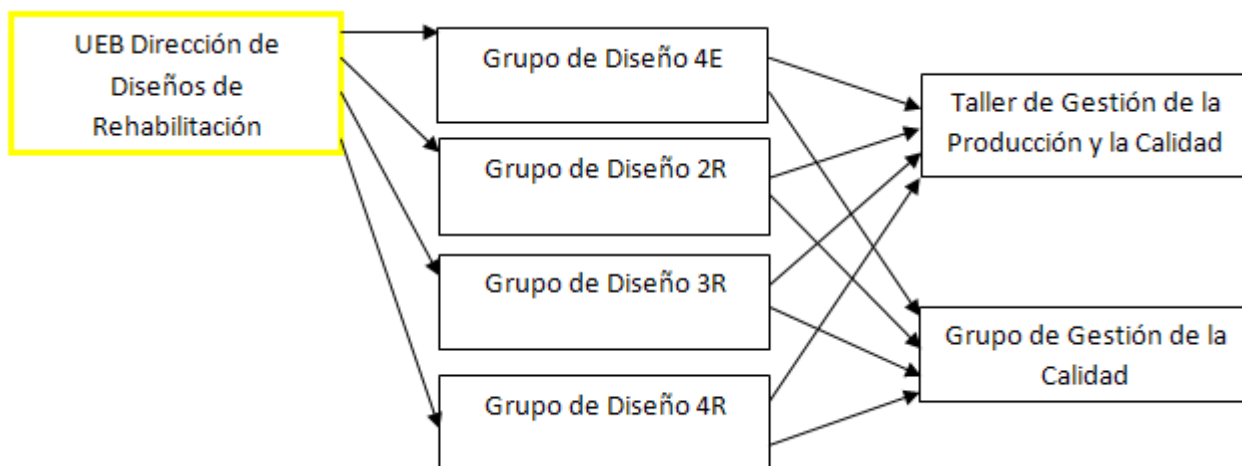 UEB Dirección de
Diseños de
Rehabilitación
Grupo de Diseño 4E
Grupo de Diseño 2R
Grupo de Diseño 3R
Grupo de Diseño 4R
Taller de Gestión de la
Producción y la Calidad
Grupo de Gestión de la
Calidad